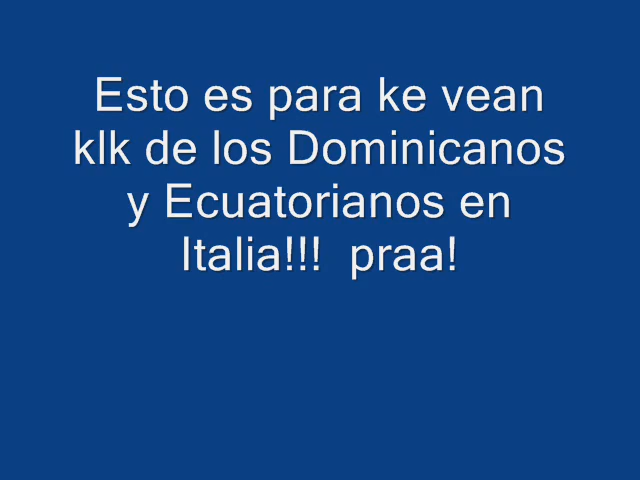 Esto es para ke vean
klk de los Dominicanos
y Ecuatorianos en
Italia!!!  praa!